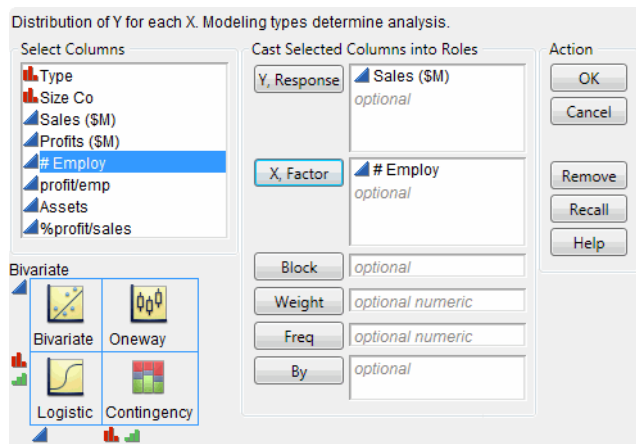 Distribution of Y for each X. Modeling types determine analysis.
Select Columns
Type
Size Co
Sales ($M)
Profits ($M)
# Employ
profit/emp
Assets
%profit/sales
Cast Selected Columns into Roles
Y, Response
Sales ($M)
optional
X, Factor
# Employ
optional
Block
optional
Weight
optional numeric
Freq
optional numeric
By
optional
Action
OK
Cancel
Remove
Recall
Help
Bivariate
Bivariate Oneway
Logistic Contingency